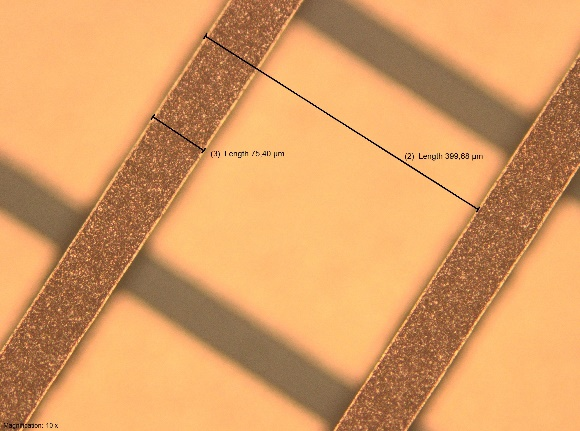 (2) Length 399,68 µm
(3) Length 75,40 µm
Magnification: 10 x